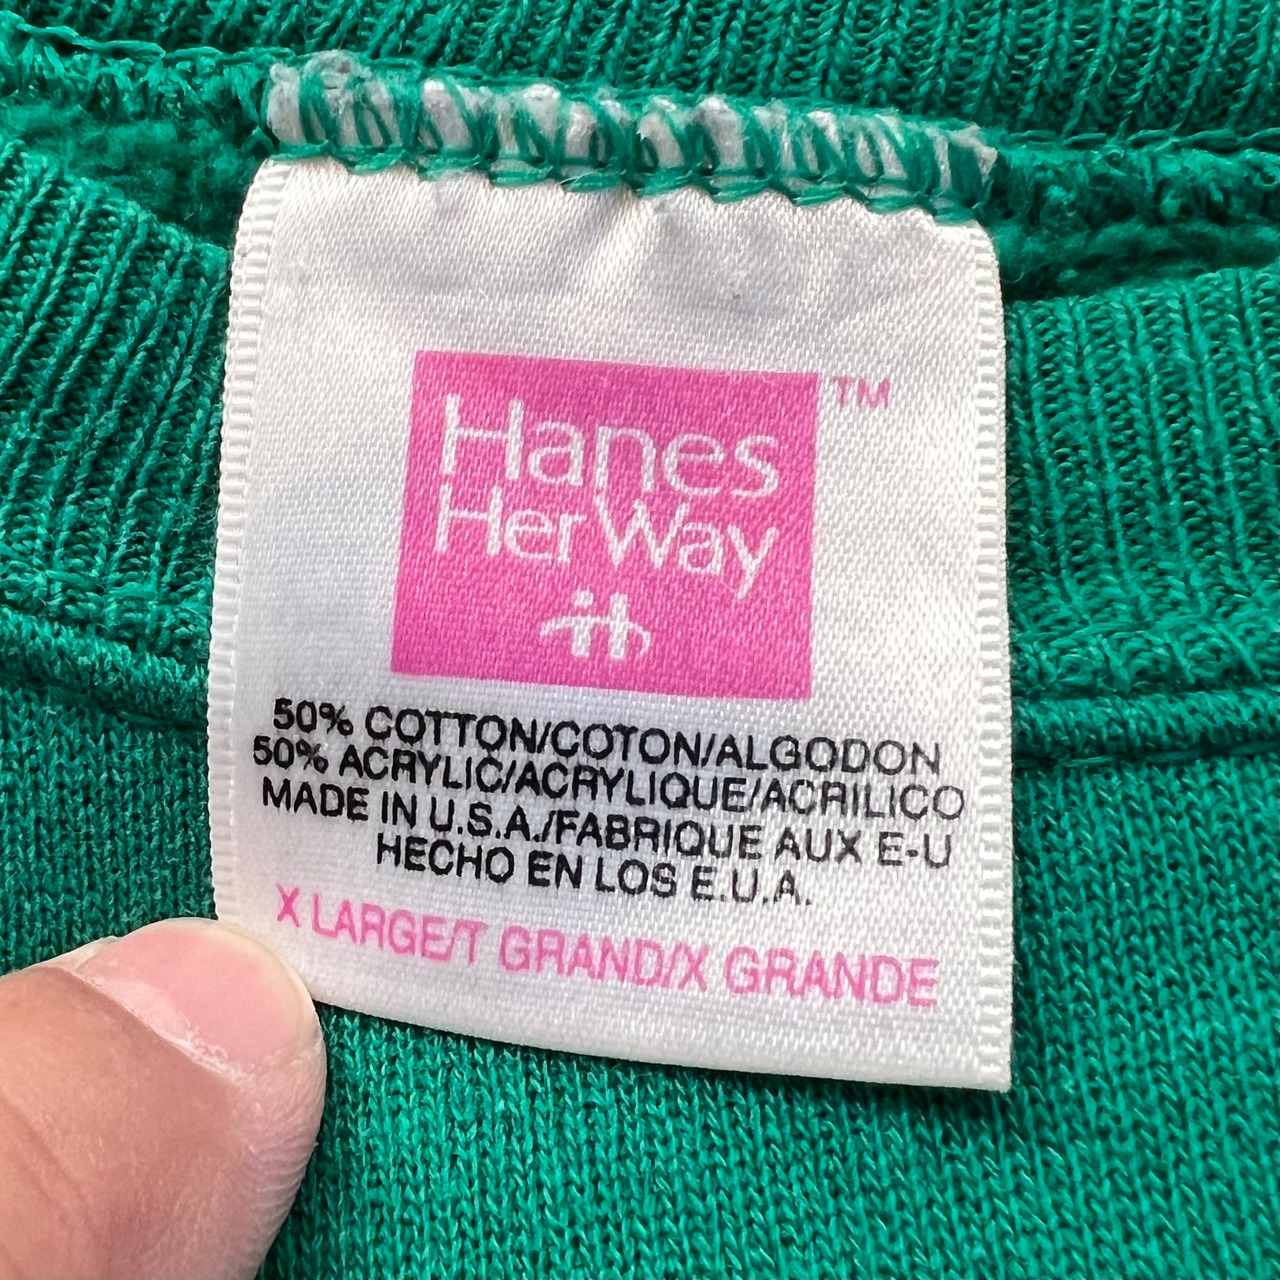 Hanes
Her Way
TM
50% COTTON/COTON/ALGODON
50% ACRYLIC/ACRYLIQUE/ACRILICO
MADE IN U.S.A./FABRIQUE AUX E-U
HECHO EN LOS E.U.A.
X LARGE/T GRAND/X GRANDE